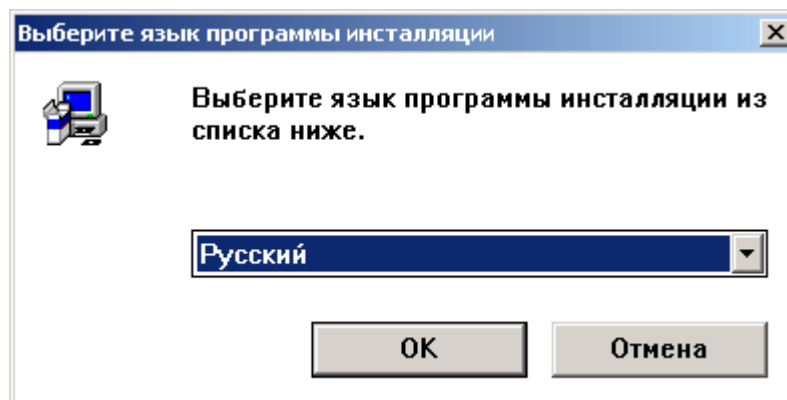 Выберите язык программы инсталляции
Выберите язык программы инсталляции из
списка ниже.
Русский
OK
Отмена